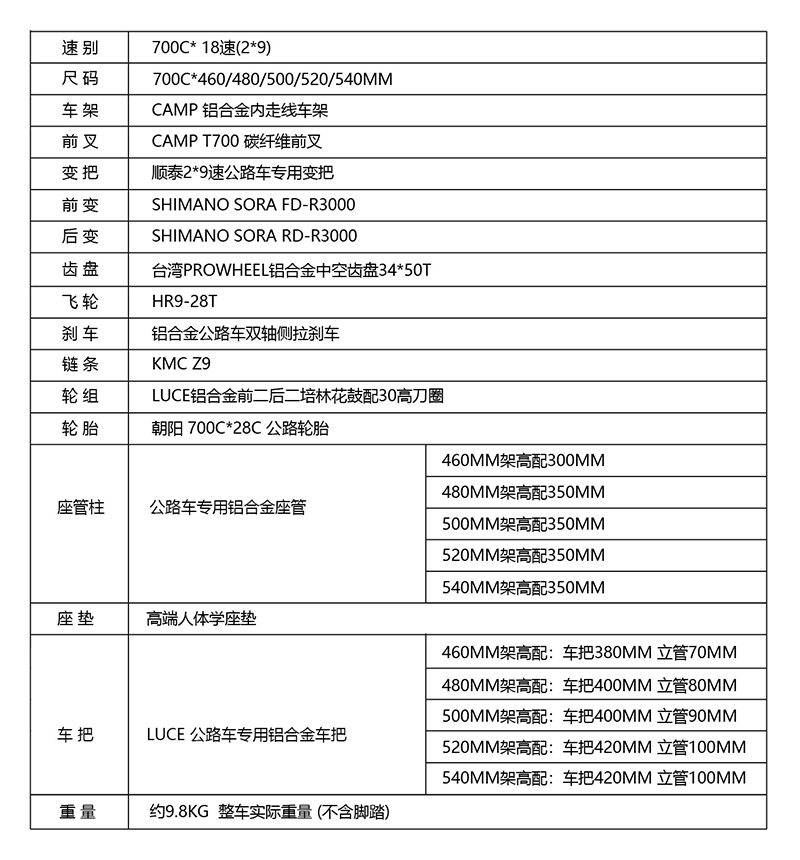 速 别 700C* 18速(2*9)
尺 码 700C*460/480/500/520/540MM
车 架 CAMP 铝合金内走线车架
前 叉 CAMP T700 碳纤维前叉
变 把 顺泰2*9速公路车专用变把
前 变 SHIMANO SORA FD-R3000
后 变 SHIMANO SORA RD-R3000
齿 盘 台湾PROWHEEL铝合金中空齿盘34*50T
飞 轮 HR9-28T
刹 车 铝合金公路车双轴侧拉刹车
链 条 KMC Z9
轮 组 LUCE铝合金前二后二培林花鼓配30高刀圈
轮 胎 朝阳 700C*28C 公路轮胎
座管柱 公路车专用铝合金座管
460MM架高配300MM
480MM架高配350MM
500MM架高配350MM
520MM架高配350MM
540MM架高配350MM
座 垫 高端人体学座垫
车 把 LUCE 公路车专用铝合金车把
460MM架高配：车把380MM 立管70MM
480MM架高配：车把400MM 立管80MM
500MM架高配：车把400MM 立管90MM
520MM架高配：车把420MM 立管100MM
540MM架高配：车把420MM 立管100MM
重 量 约9.8KG 整车实际重量 (不含脚踏)